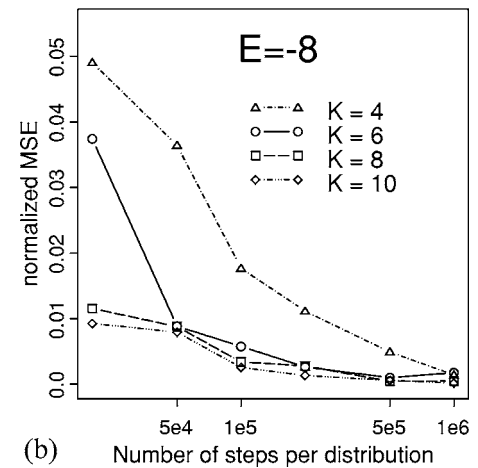 E=-8
K = 4
K = 6
K = 8
K = 10
normalized MSE
0.05
0.04
0.03
0.02
0.01
0.0
5e4 1e5 5e5 1e6
Number of steps per distribution
(b)